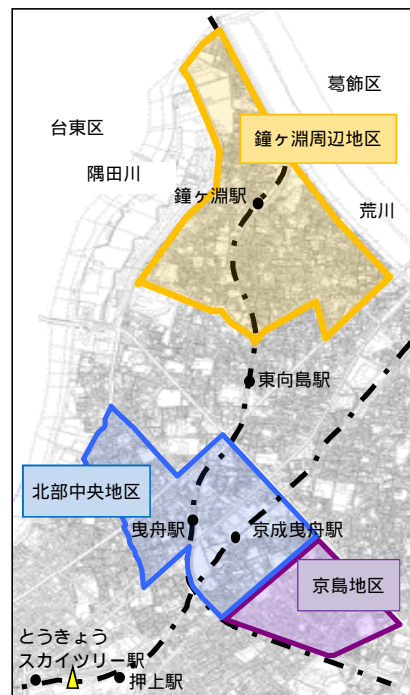 葛飾区
台東区
鐘ヶ淵周辺地区
隅田川
鐘ヶ淵駅
荒川
東向島駅
北部中央地区
曳舟駅
京成曳舟駅
京島地区
とうきょう
スカイツリー駅
押上駅